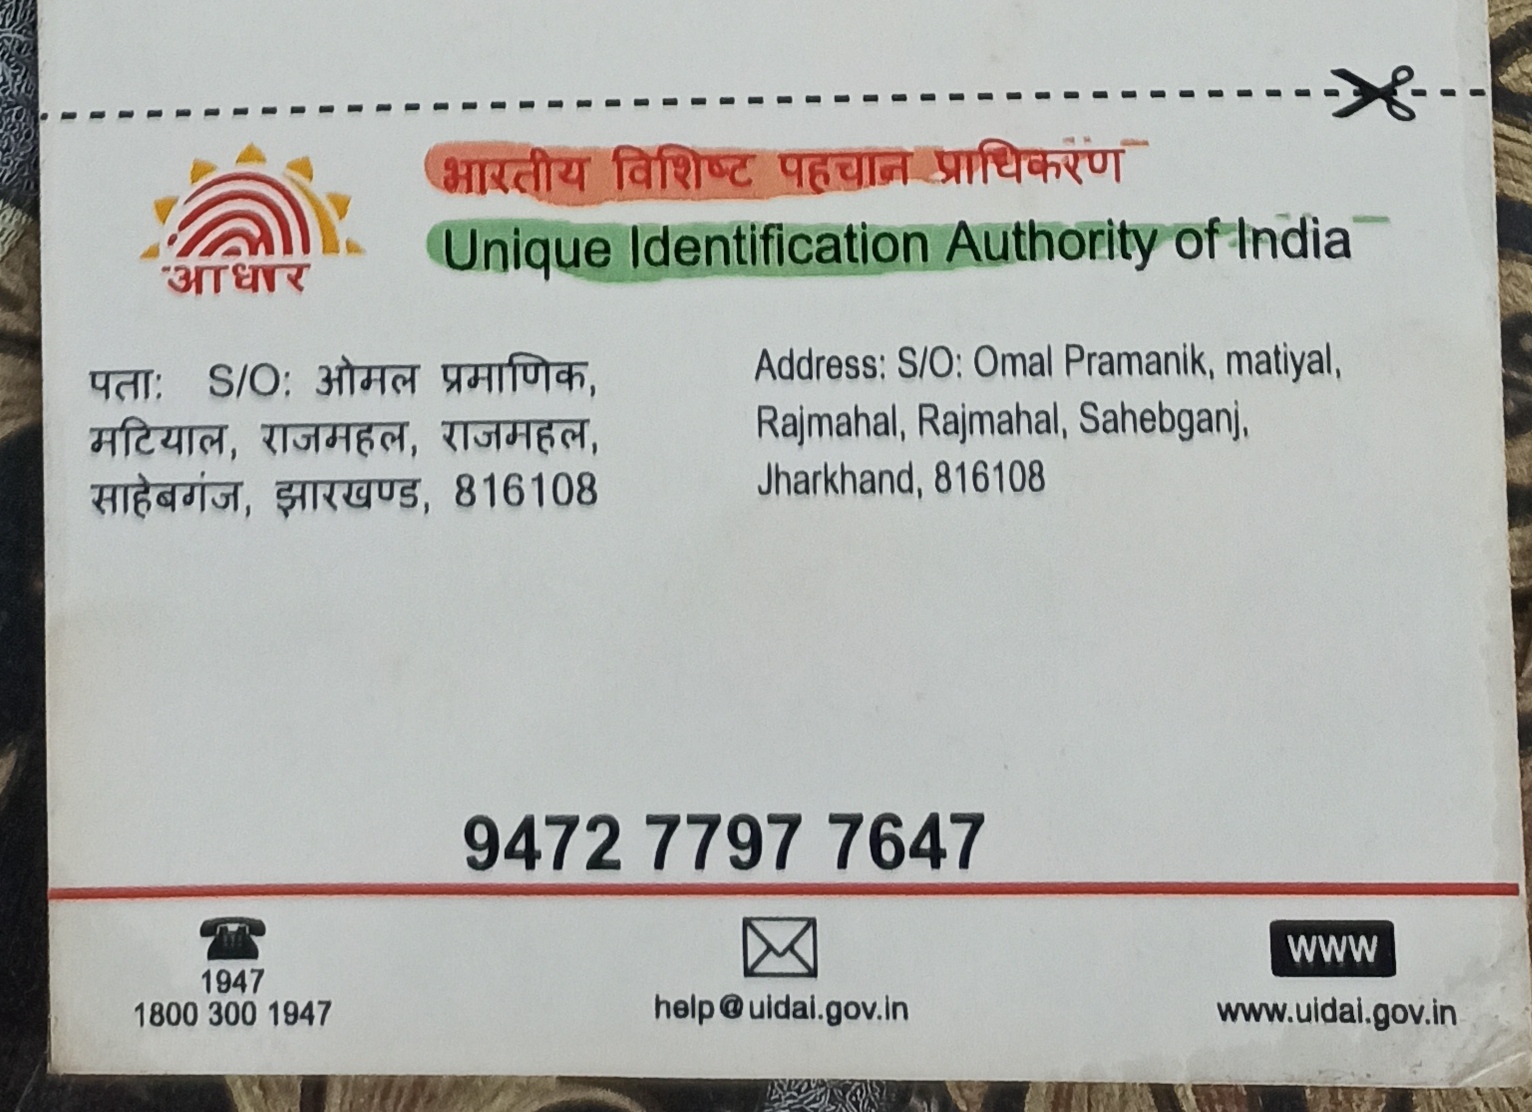 भारतीय विशिष्ट पहचान प्राधिकरण
Unique Identification Authority of India
आधार
पता: S/O: ओमल प्रमाणिक,
मटियाल, राजमहल, राजमहल,
साहेबगंज, झारखण्ड, 816108
Address: S/O: Omal Pramanik, matiyal,
Rajmahal, Rajmahal, Sahebganj,
Jharkhand, 816108
9472 7797 7647
1947
1800 300 1947
help@uidai.gov.in
www
www.uidai.gov.in